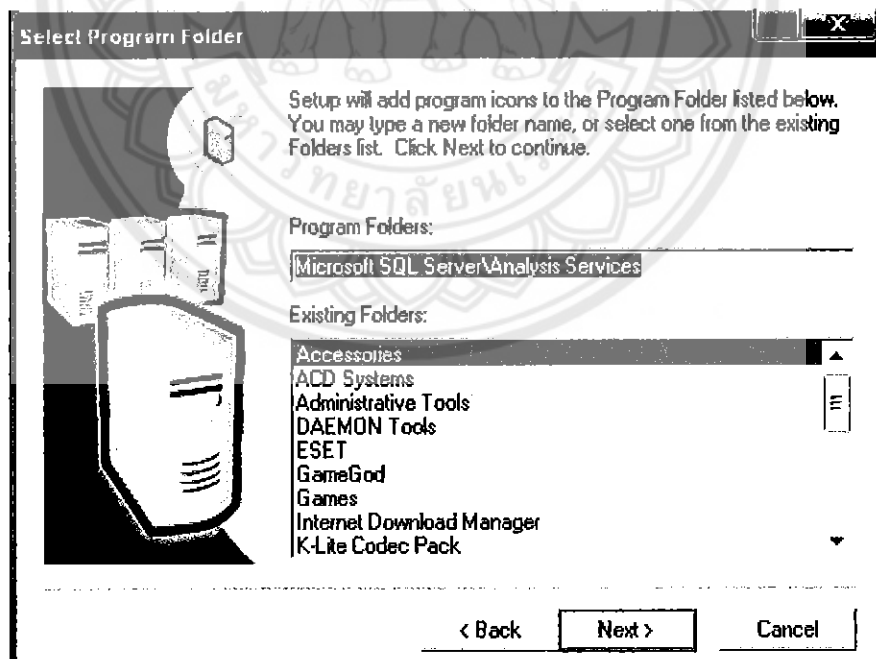 Select Program Folder
X
Setup will add program icons to the Program Folder listed below.
You may type a new folder name, or select one from the existing
Folders list. Click Next to continue.
Program Folders:
Microsoft SQL Server\Analysis Services
Existing Folders:
Accessories
ACD Systems
Administrative Tools
DAEMON Tools
ESET
GameGod
Games
Internet Download Manager
K-Lite Codec Pack
< Back
Next >
Cancel